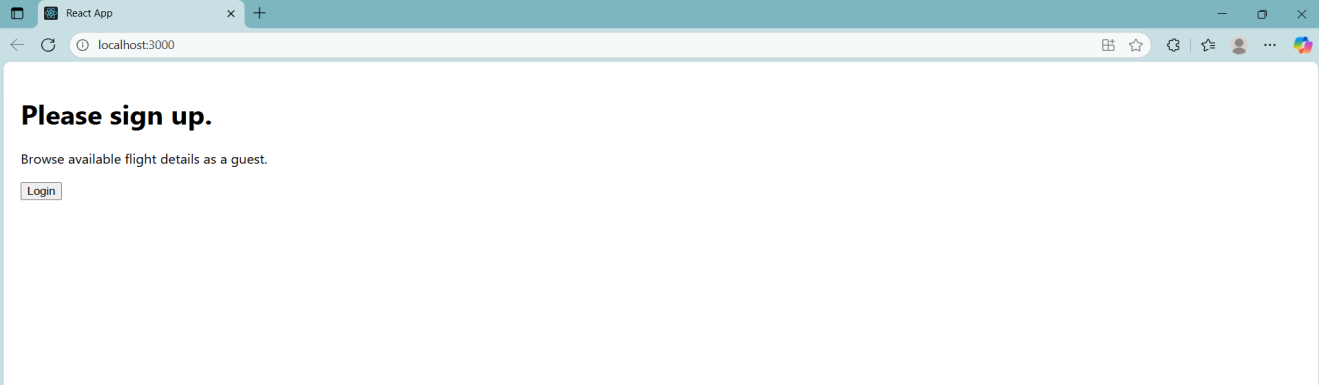 React App
localhost:3000
Please sign up.
Browse available flight details as a guest.
Login